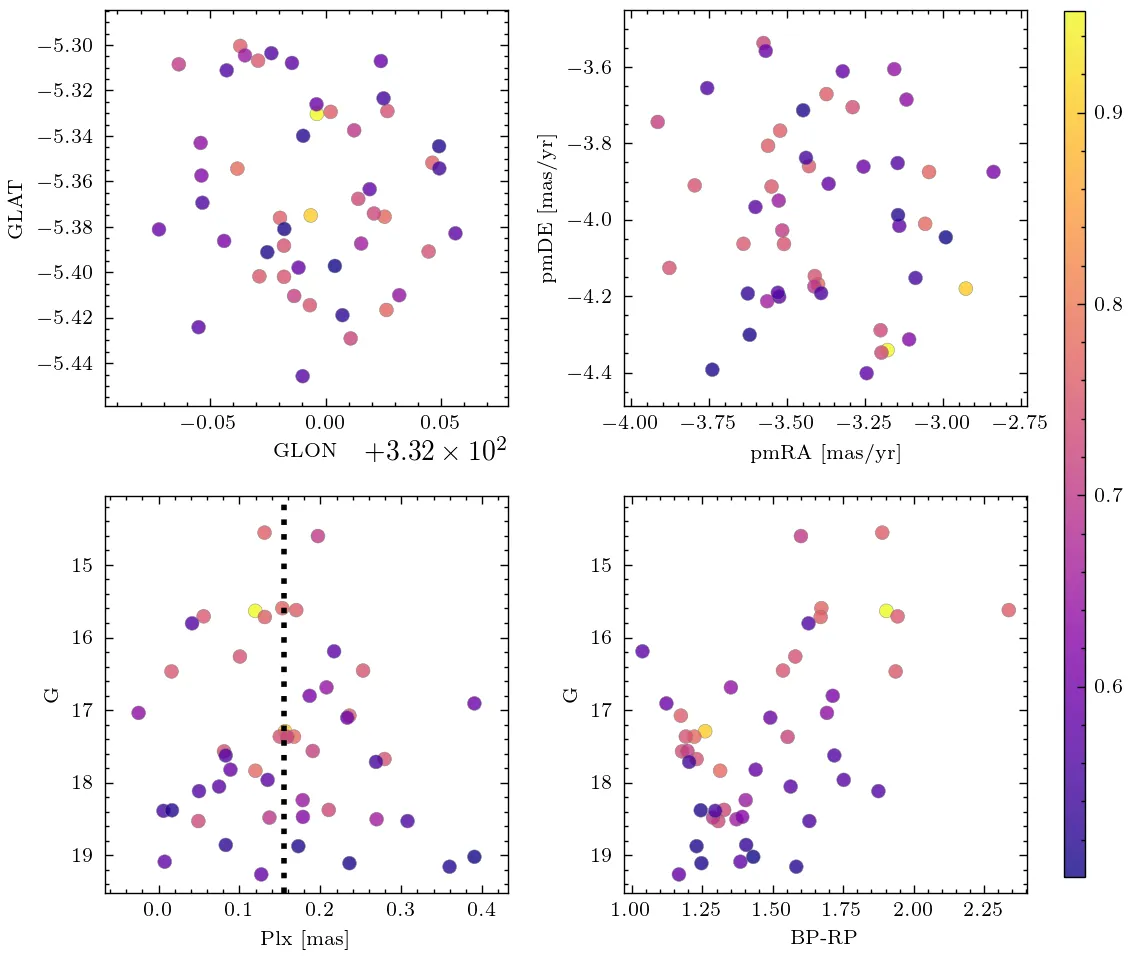 −5.30
−5.32
−5.34
−5.36
−5.38
−5.40
−5.42
−5.44
GLAT
−0.05 0.00 0.05
GLON +3.32 × 10²
−3.6
−3.8
−4.0
−4.2
−4.4
pmDE [mas/yr]
−4.00 −3.75 −3.50 −3.25 −3.00 −2.75
pmRA [mas/yr]
0.9
0.8
0.7
0.6
15
16
17
18
19
G
0.0 0.1 0.2 0.3 0.4
Plx [mas]
15
16
17
18
19
G
1.00 1.25 1.50 1.75 2.00 2.25
BP-RP